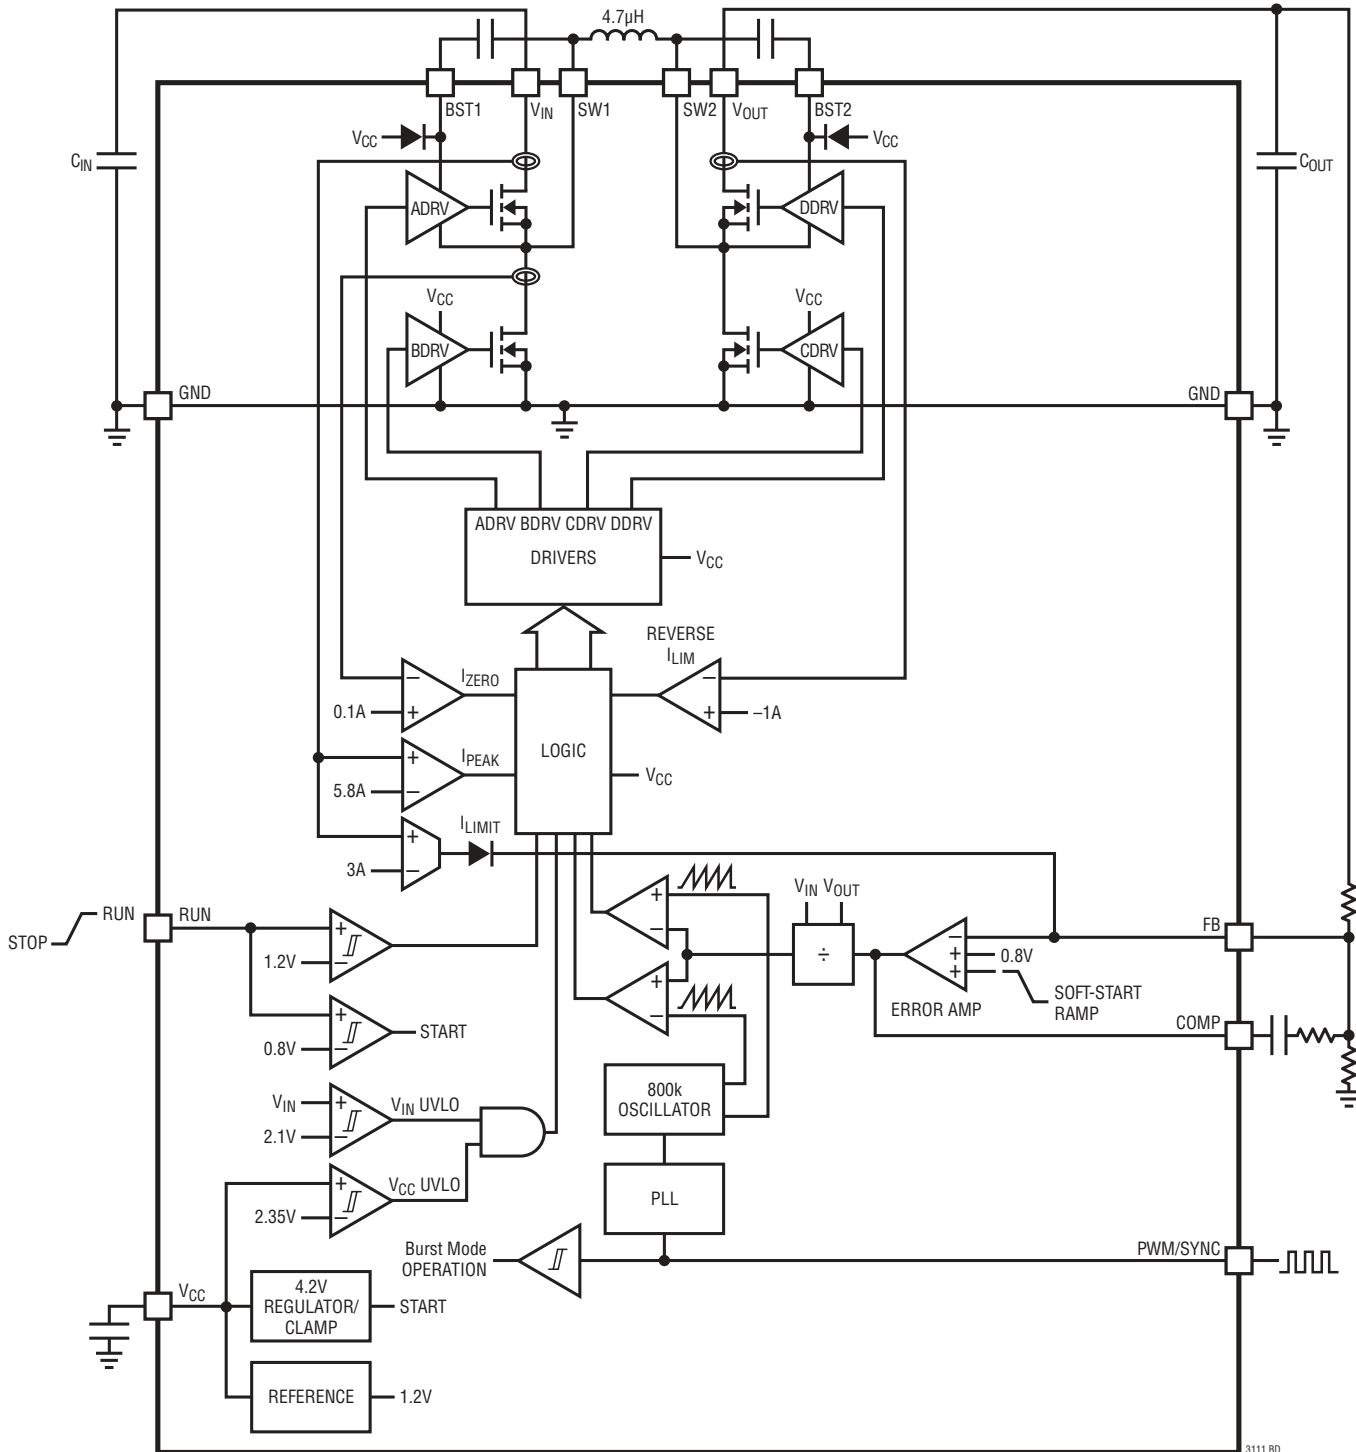 4.7µH
BST1
VIN
SW1
SW2
VOUT
BST2
VCC
VCC
CIN
COUT
ADRV
DDRV
VCC
VCC
BDRV
CDRV
GND
GND
ADRV BDRV CDRV DDRV
DRIVERS
VCC
REVERSE
ILIM
IZERO
–
–
0.1A
+
+
–1A
LOGIC
IPEAK
+
VCC
5.8A
–
ILIMIT
+
3A
–
VIN VOUT
+
–
STOP
RUN
RUN
+
1.2V
–
÷
–
+
0.8V
+
FB
ERROR AMP
SOFT-START
RAMP
+
–
+
START
0.8V
–
COMP
800k
OSCILLATOR
VIN
+
VIN UVLO
2.1V
–
VCC UVLO
+
2.35V
–
PLL
Burst Mode
OPERATION
PWM/SYNC
VCC
4.2V
REGULATOR/
CLAMP
START
REFERENCE
1.2V
3111 BD